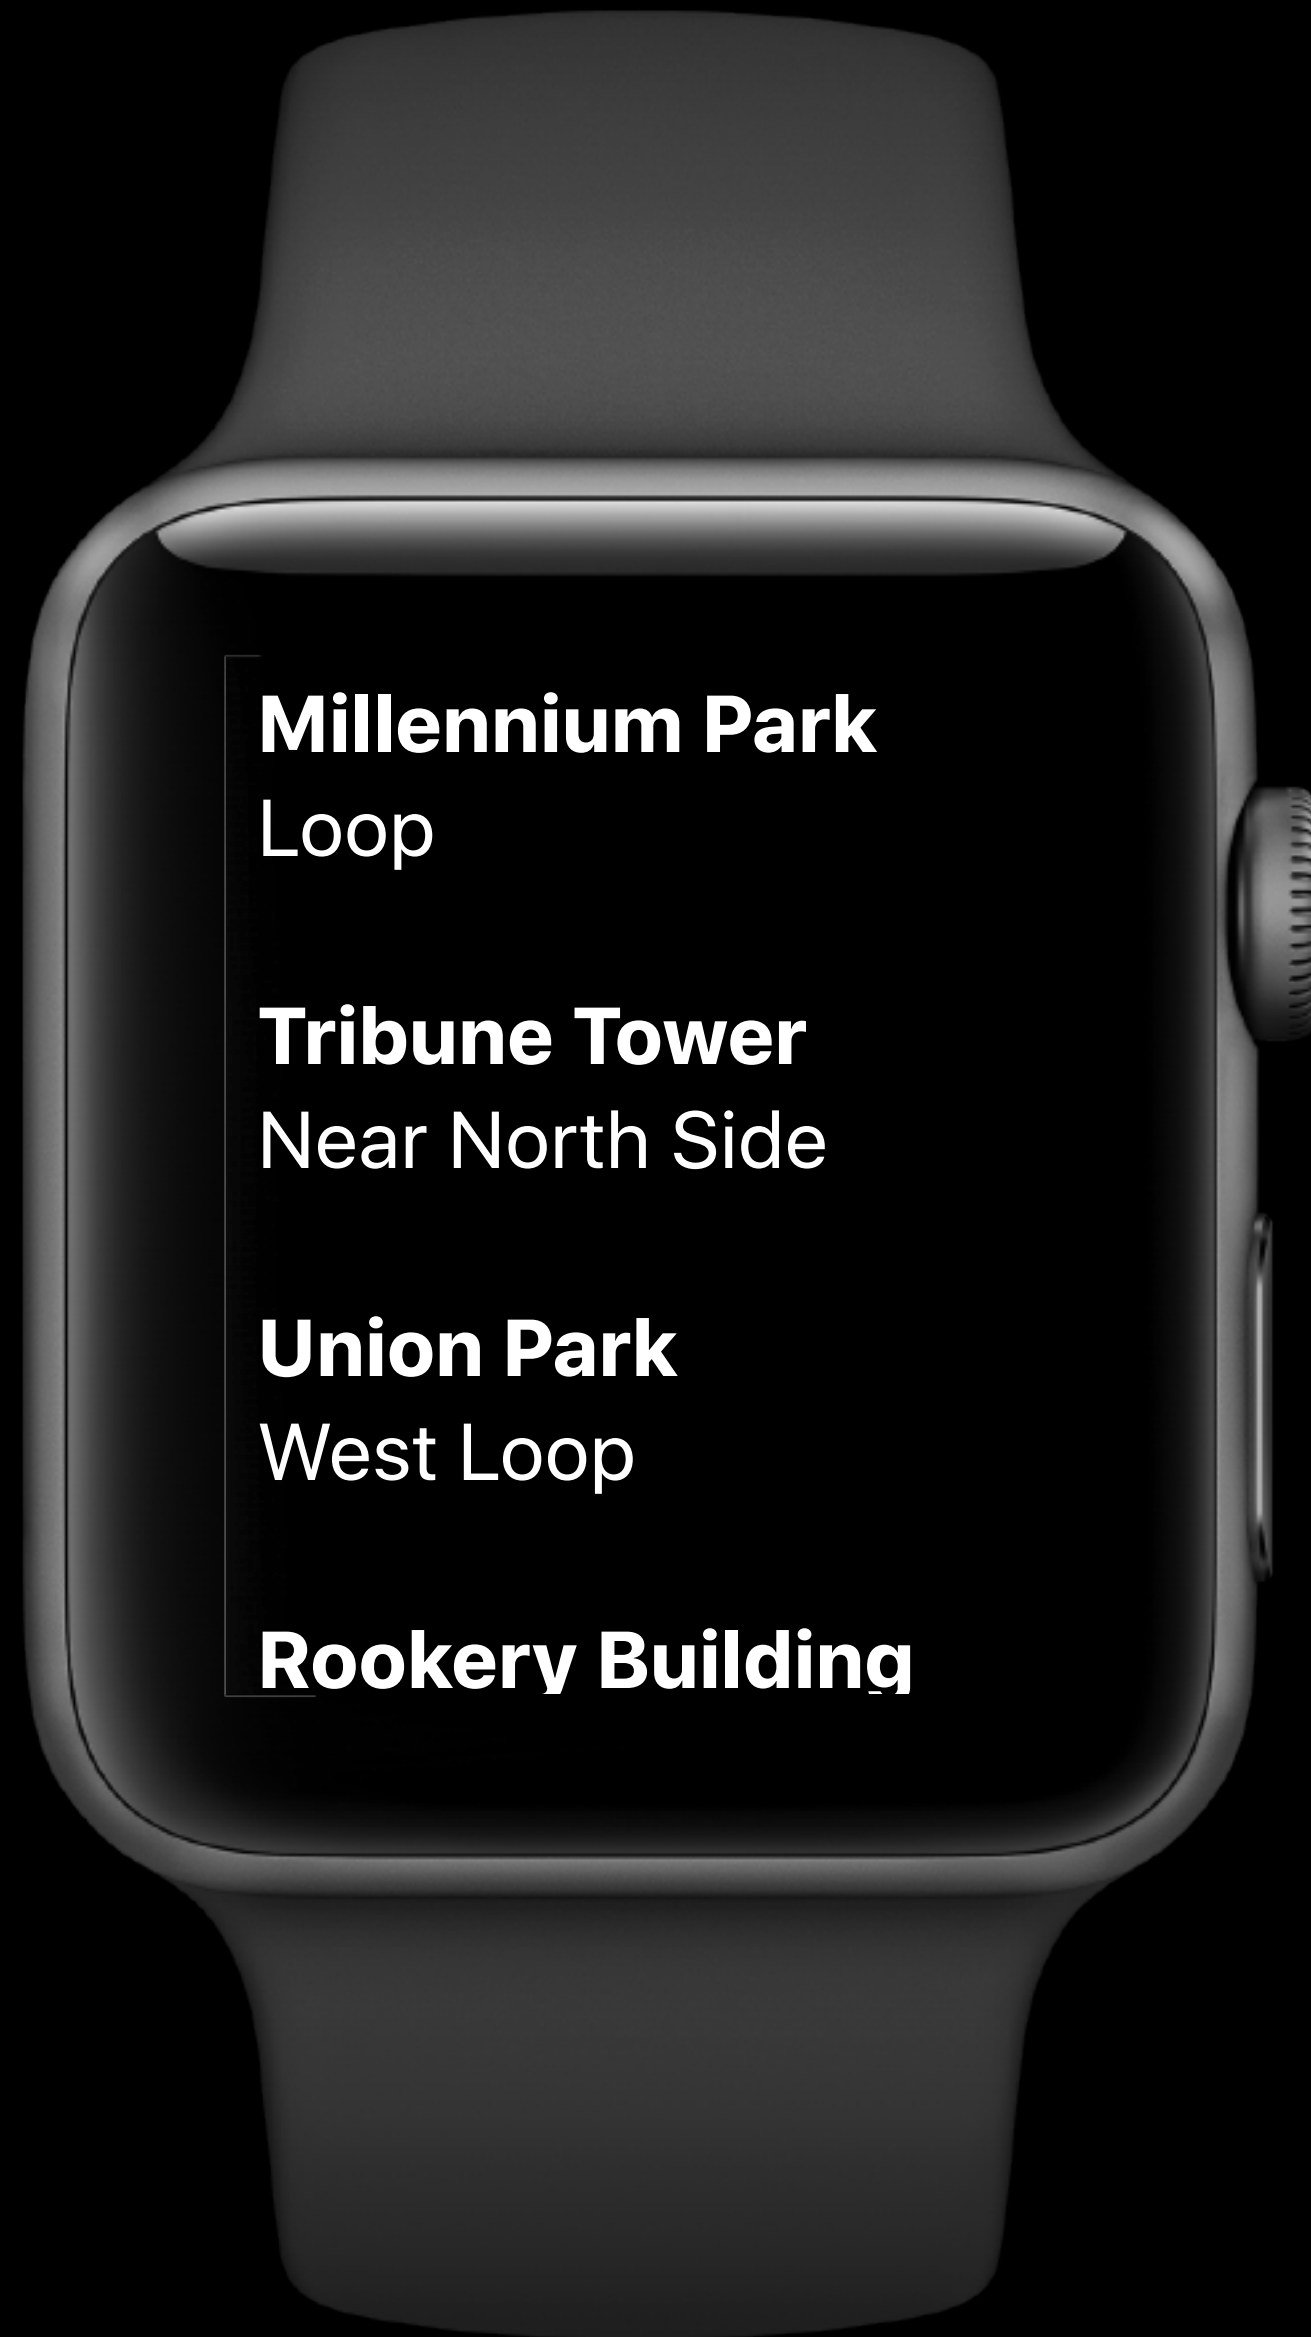 Millennium Park
Loop
Tribune Tower
Near North Side
Union Park
West Loop
Rookery Building